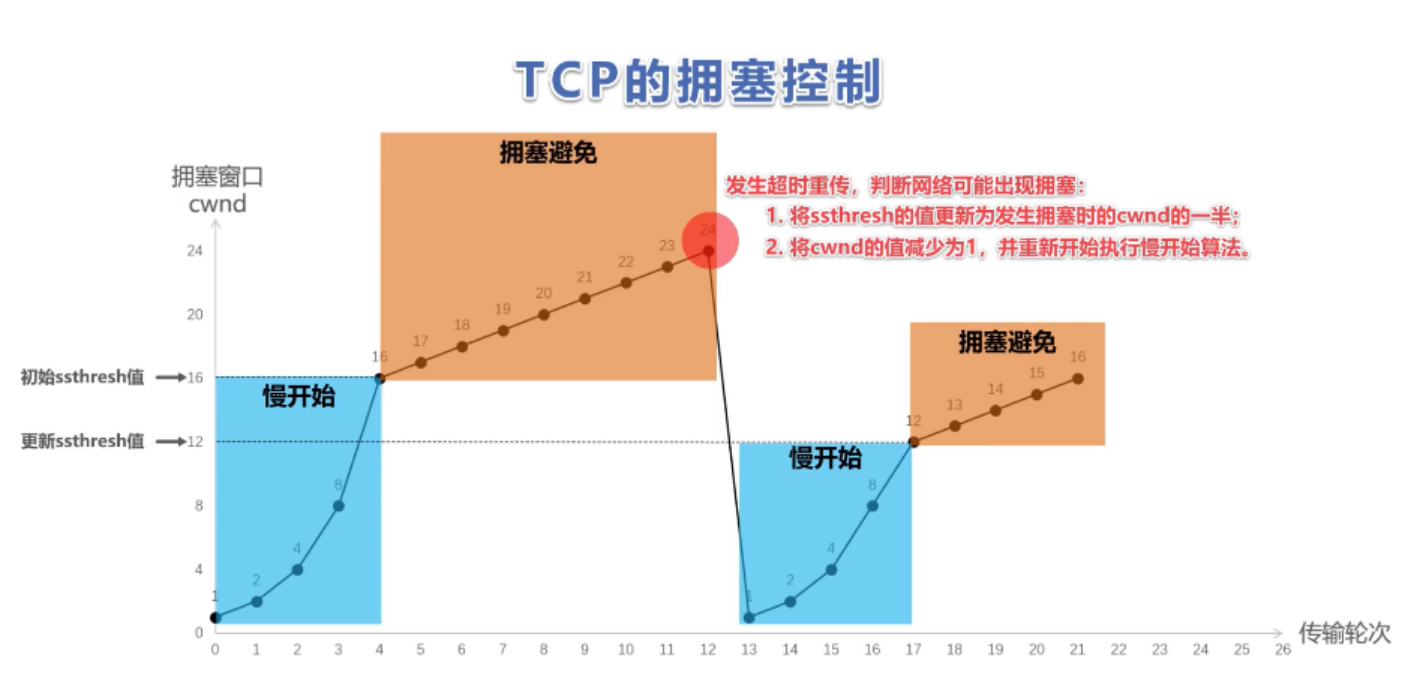 TCP的拥塞控制
拥塞避免
拥塞窗口
cwnd
发生超时重传，判断网络可能出现拥塞：
1. 将ssthresh的值更新为发生拥塞时的cwnd的一半；
2. 将cwnd的值减少为1，并重新开始执行慢开始算法。
24
20
初始ssthresh值
16
更新ssthresh值
12
8
4
0
慢开始
1
2
4
8
16
17
18
19
20
21
22
23
24
慢开始
1
2
4
8
拥塞避免
12
13
14
15
16
0 1 2 3 4 5 6 7 8 9 10 11 12 13 14 15 16 17 18 19 20 21 22 23 24 25 26
传输轮次